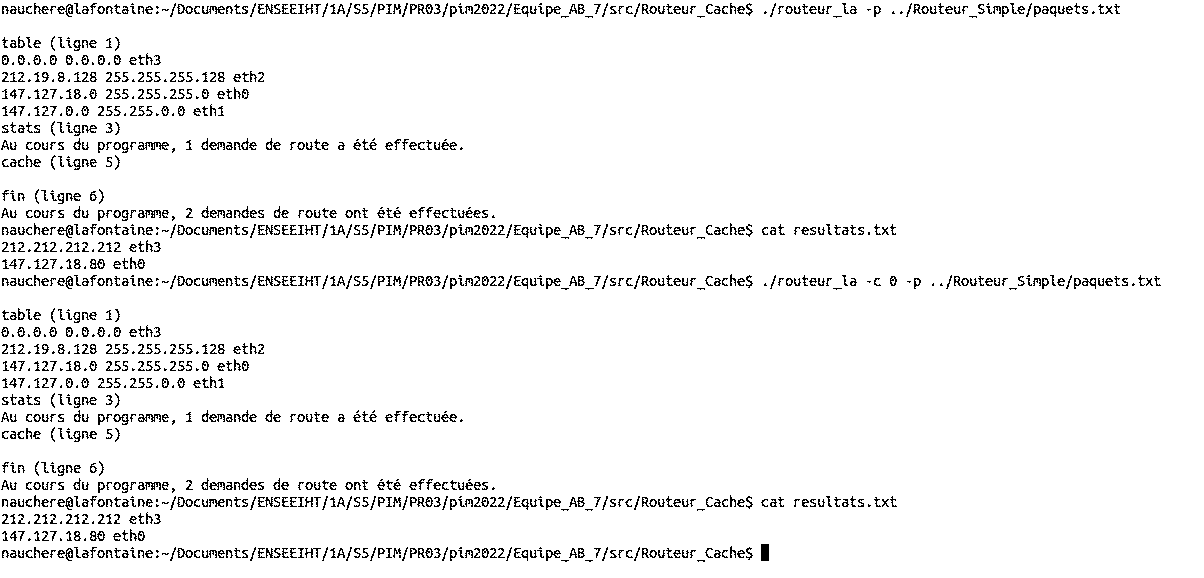 nauchere@lafontaine:~/Documents/ENSEEIHT/1A/S5/PIM/PR03/pim2022/Equipe_AB_7/src/Routeur_Cache$ ./routeur_la -p ../Routeur_Simple/paquets.txt
table (ligne 1)
0.0.0.0 0.0.0.0 eth3
212.19.8.128 255.255.255.128 eth2
147.127.18.0 255.255.255.0 eth0
147.127.0.0 255.255.0.0 eth1
stats (ligne 3)
Au cours du programme, 1 demande de route a été effectuée.
cache (ligne 5)
fin (ligne 6)
Au cours du programme, 2 demandes de route ont été effectuées.
nauchere@lafontaine:~/Documents/ENSEEIHT/1A/S5/PIM/PR03/pim2022/Equipe_AB_7/src/Routeur_Cache$ cat resultats.txt
212.212.212.212 eth3
147.127.18.80 eth0
nauchere@lafontaine:~/Documents/ENSEEIHT/1A/S5/PIM/PR03/pim2022/Equipe_AB_7/src/Routeur_Cache$ ./routeur_la -c 0 -p ../Routeur_Simple/paquets.txt
table (ligne 1)
0.0.0.0 0.0.0.0 eth3
212.19.8.128 255.255.255.128 eth2
147.127.18.0 255.255.255.0 eth0
147.127.0.0 255.255.0.0 eth1
stats (ligne 3)
Au cours du programme, 1 demande de route a été effectuée.
cache (ligne 5)
fin (ligne 6)
Au cours du programme, 2 demandes de route ont été effectuées.
nauchere@lafontaine:~/Documents/ENSEEIHT/1A/S5/PIM/PR03/pim2022/Equipe_AB_7/src/Routeur_Cache$ cat resultats.txt
212.212.212.212 eth3
147.127.18.80 eth0
nauchere@lafontaine:~/Documents/ENSEEIHT/1A/S5/PIM/PR03/pim2022/Equipe_AB_7/src/Routeur_Cache$